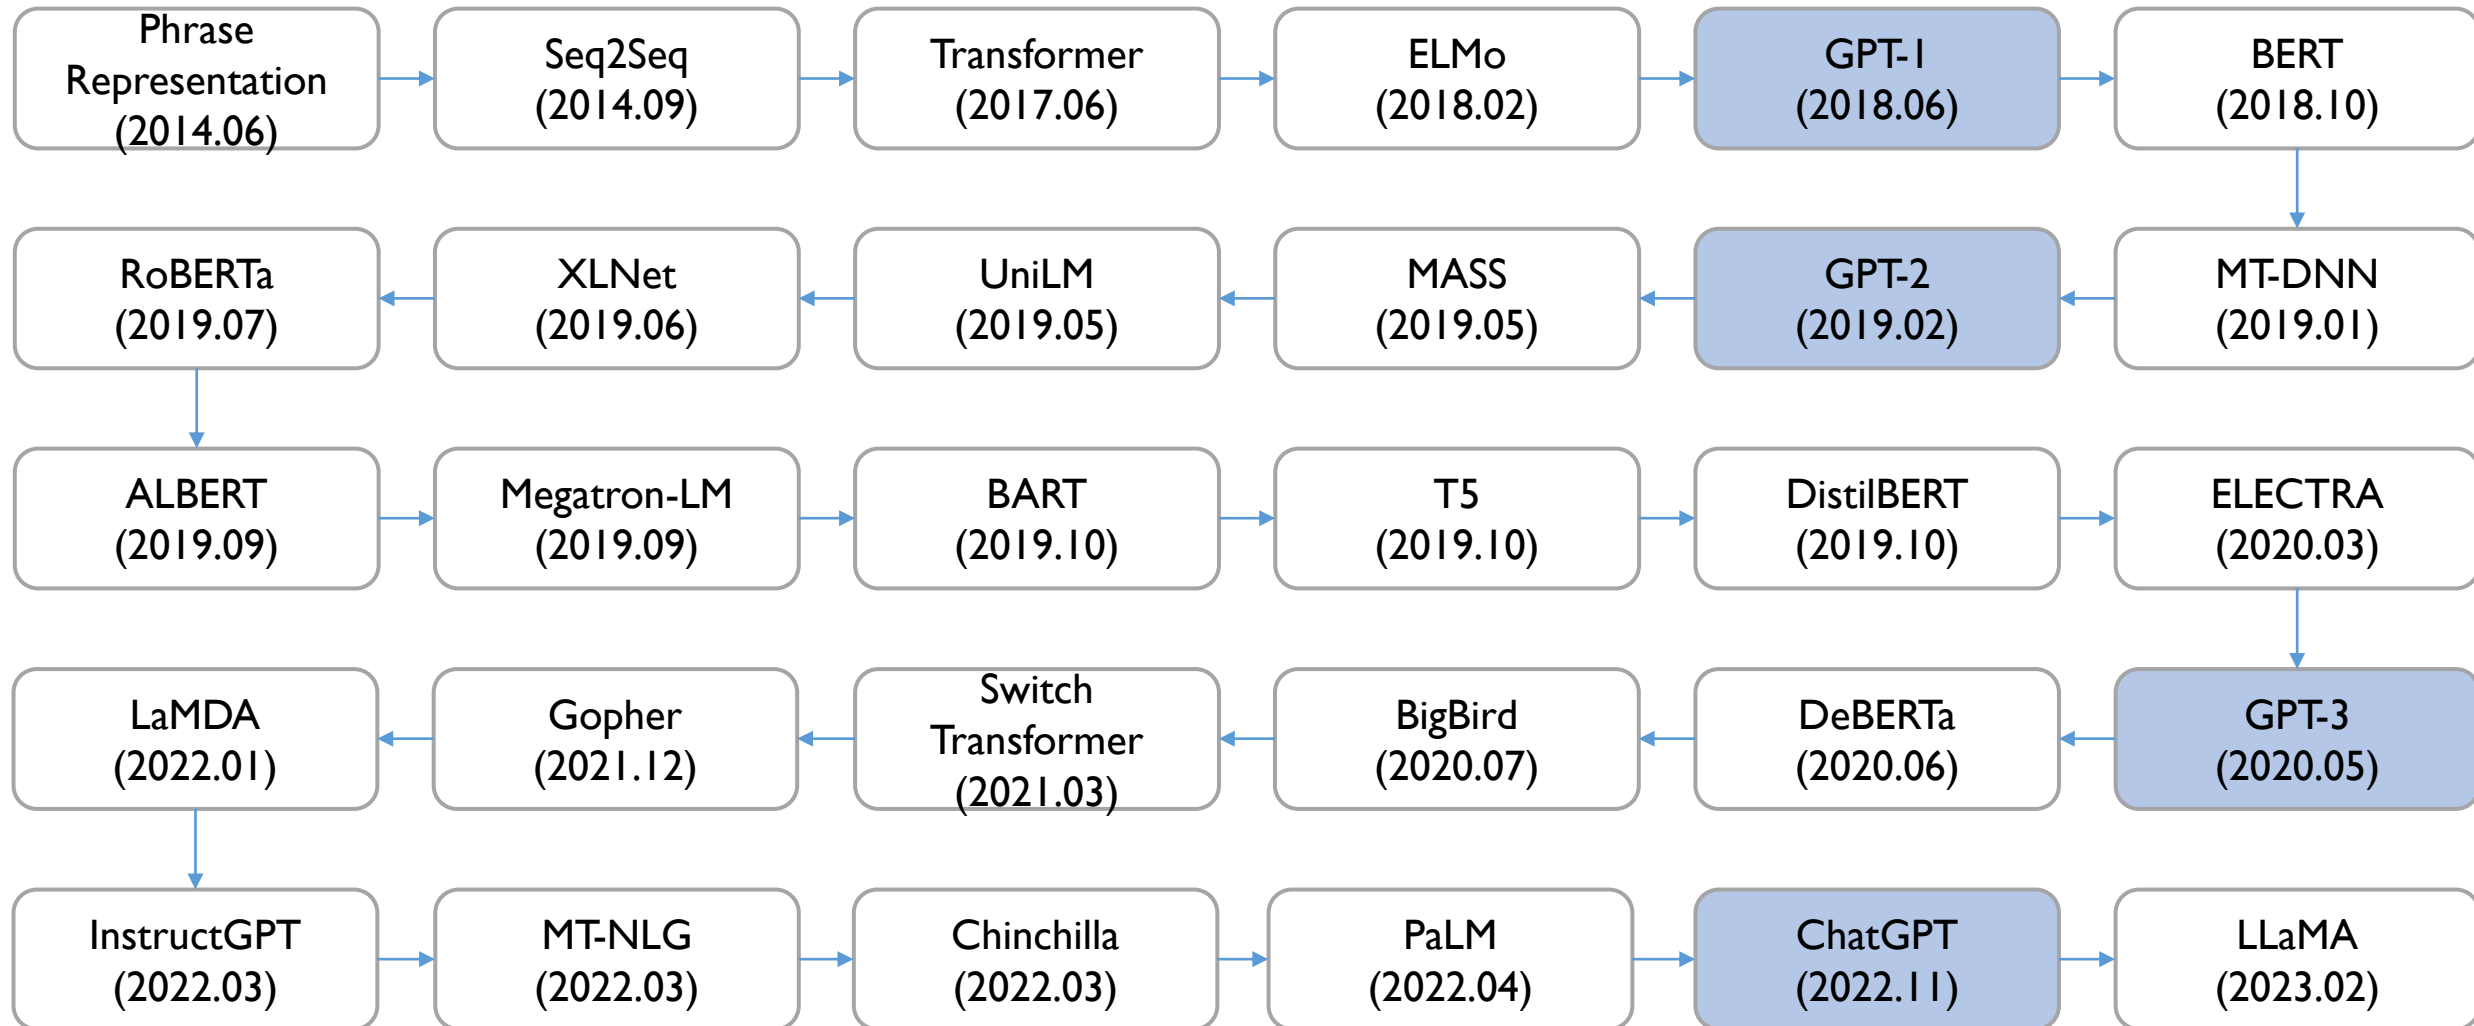 Phrase
Representation
(2014.06)
Seq2Seq
(2014.09)
Transformer
(2017.06)
ELMo
(2018.02)
GPT-1
(2018.06)
BERT
(2018.10)
RoBERTa
(2019.07)
XLNet
(2019.06)
UniLM
(2019.05)
MASS
(2019.05)
GPT-2
(2019.02)
MT-DNN
(2019.01)
ALBERT
(2019.09)
Megatron-LM
(2019.09)
BART
(2019.10)
T5
(2019.10)
DistilBERT
(2019.10)
ELECTRA
(2020.03)
LaMDA
(2022.01)
Gopher
(2021.12)
Switch
Transformer
(2021.03)
BigBird
(2020.07)
DeBERTa
(2020.06)
GPT-3
(2020.05)
InstructGPT
(2022.03)
MT-NLG
(2022.03)
Chinchilla
(2022.03)
PaLM
(2022.04)
ChatGPT
(2022.11)
LLaMA
(2023.02)